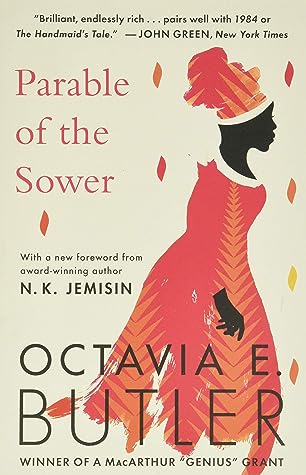 "Brilliant, endlessly rich . . . pairs well with 1984 or
The Handmaid's Tale." —JOHN GREEN, New York Times
Parable
of the
Sower
With a new foreword from
award-winning author
N. K. JEMISIN
OCTAVIA E.
BUTLER
WINNER OF A MacARTHUR "GENIUS" GRANT